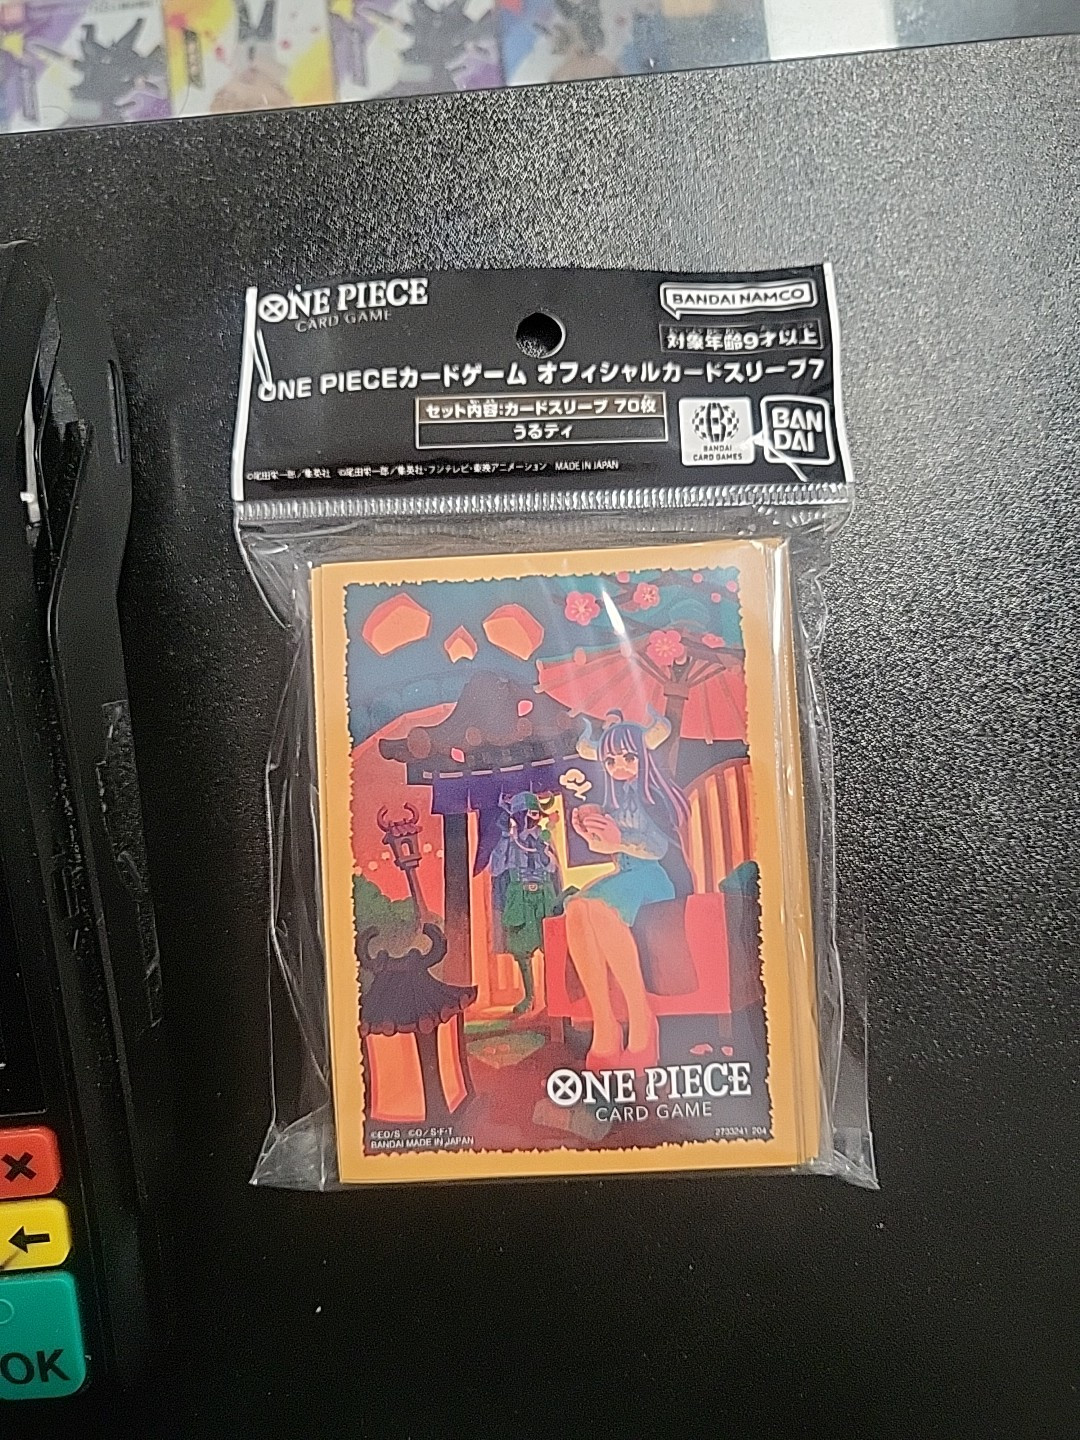 ONE PIECE
CARD GAME
BANDAI NAMCO
対象年齢9才以上
ONE PIECEカードゲーム オフィシャルカードスリーブ7
セット内容:カードスリーブ 70枚
うるティ
BANDAI
CARD GAMES
BAN
DAI
©尾田栄一郎/集英社 ©尾田栄一郎/集英社・フジテレビ・東映アニメーション MADE IN JAPAN
ONE PIECE
CARD GAME
©EO/S ©O/S・F・T
BANDAI MADE IN JAPAN
2733241 204
OK